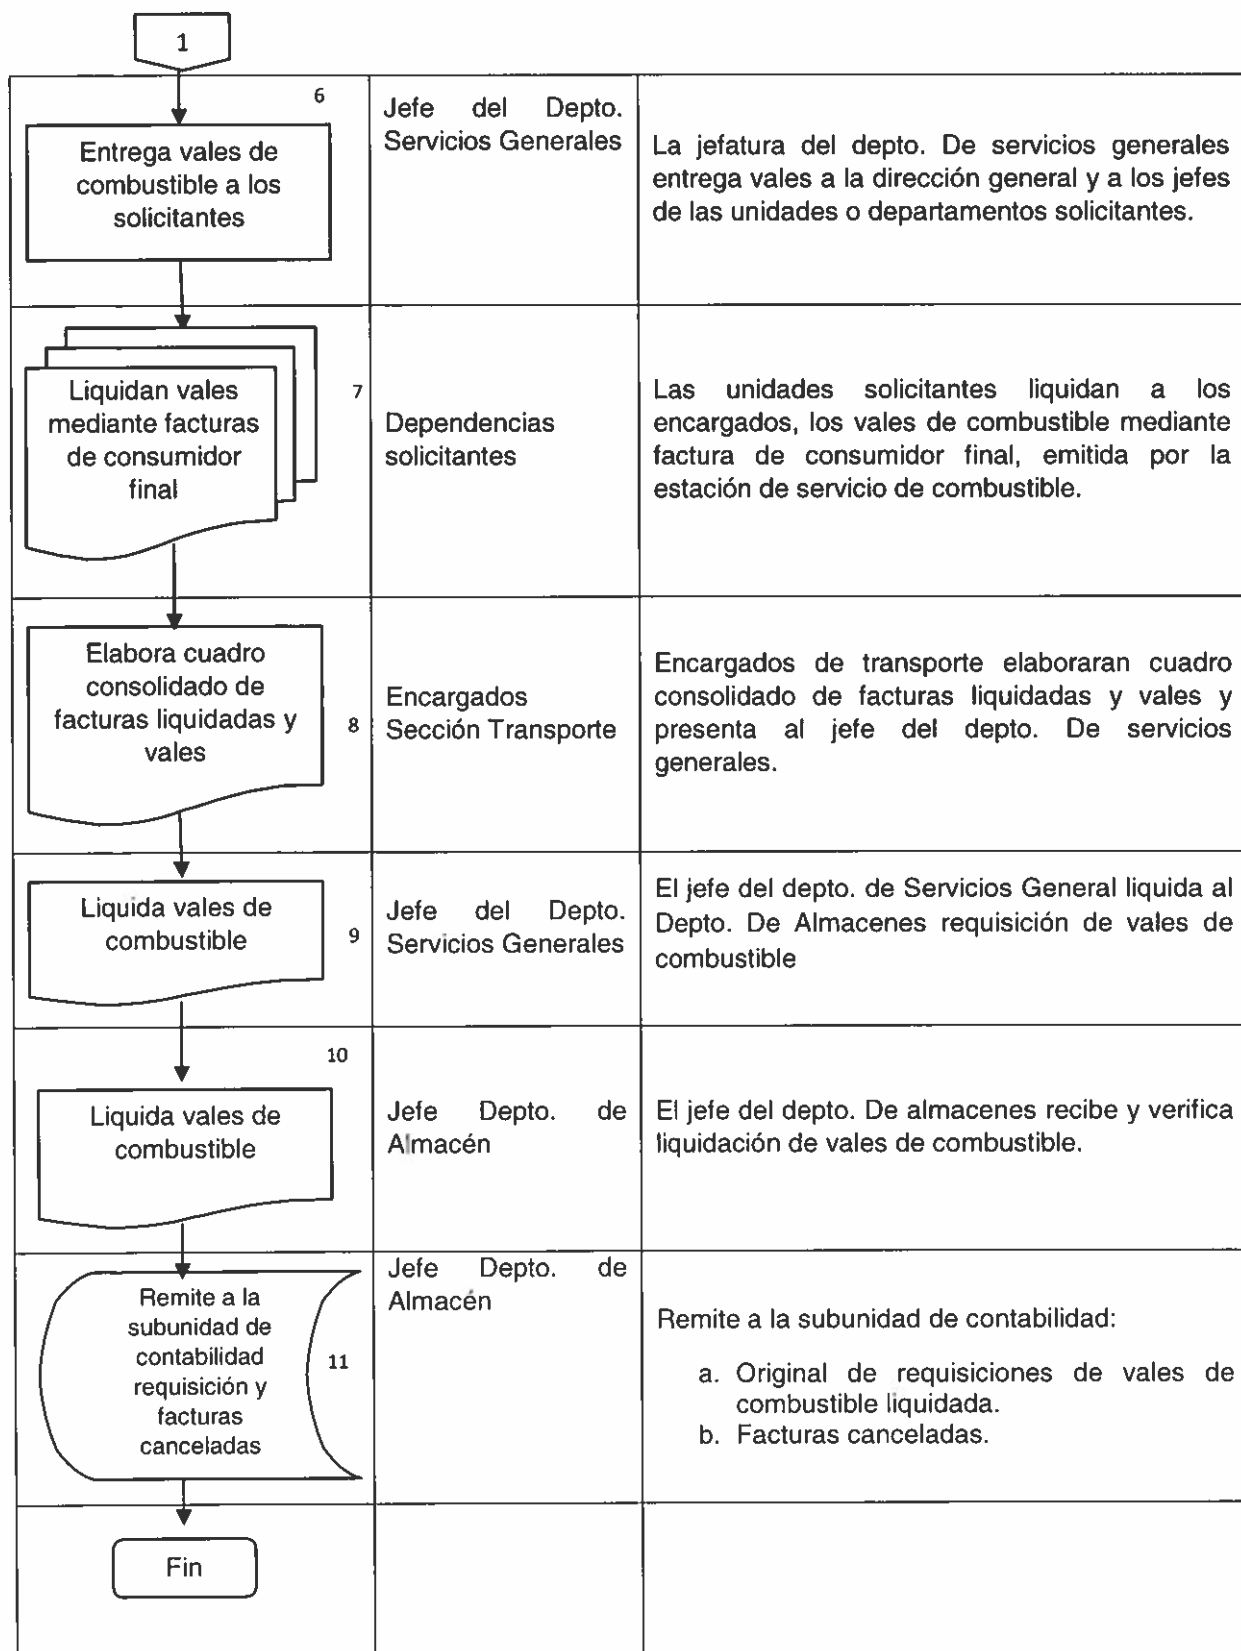 1
6
Entrega vales de
combustible a los
solicitantes
Jefe del Depto.
Servicios Generales
La jefatura del depto. De servicios generales
entrega vales a la dirección general y a los jefes
de las unidades o departamentos solicitantes.
Liquidan vales
mediante facturas
de consumidor
final
7
Dependencias
solicitantes
Las unidades solicitantes liquidan a los
encargados, los vales de combustible mediante
factura de consumidor final, emitida por la
estación de servicio de combustible.
Elabora cuadro
consolidado de
facturas liquidadas y
vales
8
Encargados
Sección Transporte
Encargados de transporte elaboraran cuadro
consolidado de facturas liquidadas y vales y
presenta al jefe del depto. De servicios
generales.
Liquida vales de
combustible
9
Jefe del Depto.
Servicios Generales
El jefe del depto. de Servicios General liquida al
Depto. De Almacenes requisición de vales de
combustible
10
Liquida vales de
combustible
Jefe Depto. de
Almacén
El jefe del depto. De almacenes recibe y verifica
liquidación de vales de combustible.
Remite a la
subunidad de
contabilidad
requisición y
facturas
canceladas
11
Jefe Depto. de
Almacén
Remite a la subunidad de contabilidad:
a. Original de requisiciones de vales de
combustible liquidada.
b. Facturas canceladas.
Fin